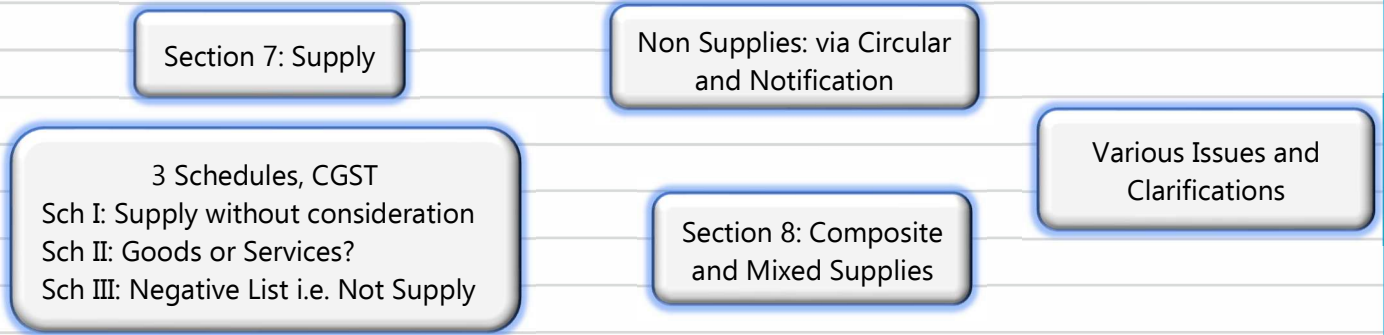 Section 7: Supply
Non Supplies: via Circular
and Notification
3 Schedules, CGST
Sch I: Supply without consideration
Sch II: Goods or Services?
Sch III: Negative List i.e. Not Supply
Section 8: Composite
and Mixed Supplies
Various Issues and
Clarifications